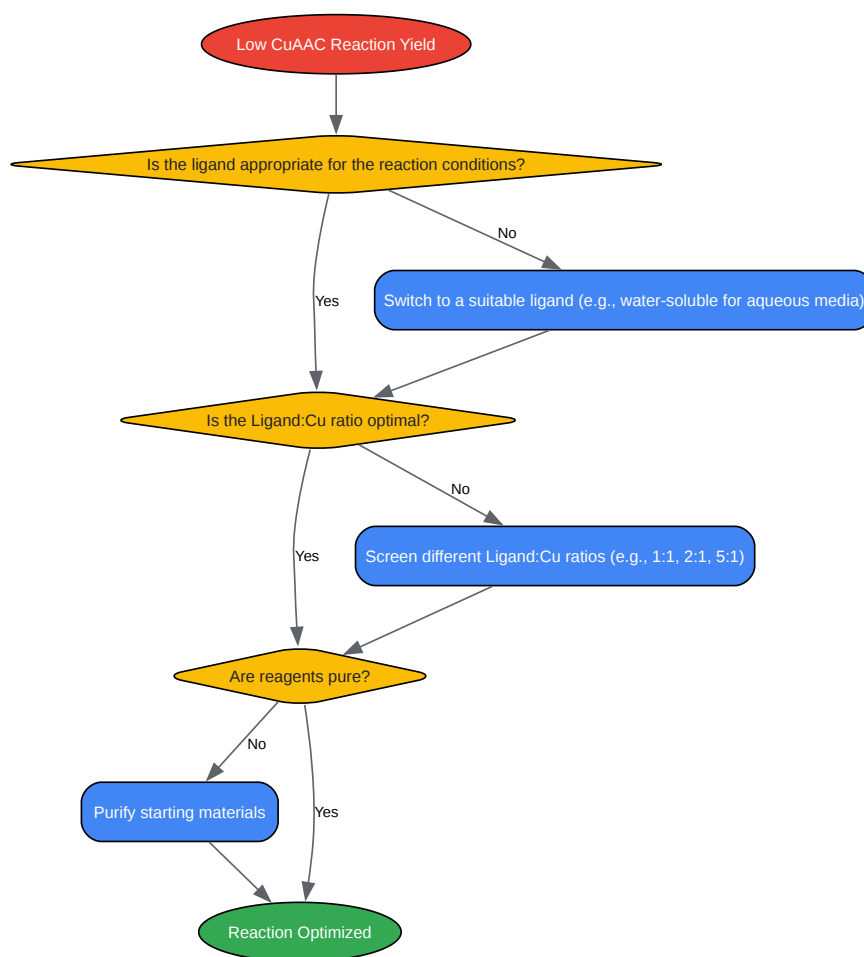 Low CuAAC Reaction Yield
Is the ligand appropriate for the reaction conditions?
No
Yes
Switch to a suitable ligand (e.g., water-soluble for aqueous media)
Is the Ligand:Cu ratio optimal?
No
Yes
Screen different Ligand:Cu ratios (e.g., 1:1, 2:1, 5:1)
Are reagents pure?
No
Yes
Purify starting materials
Reaction Optimized